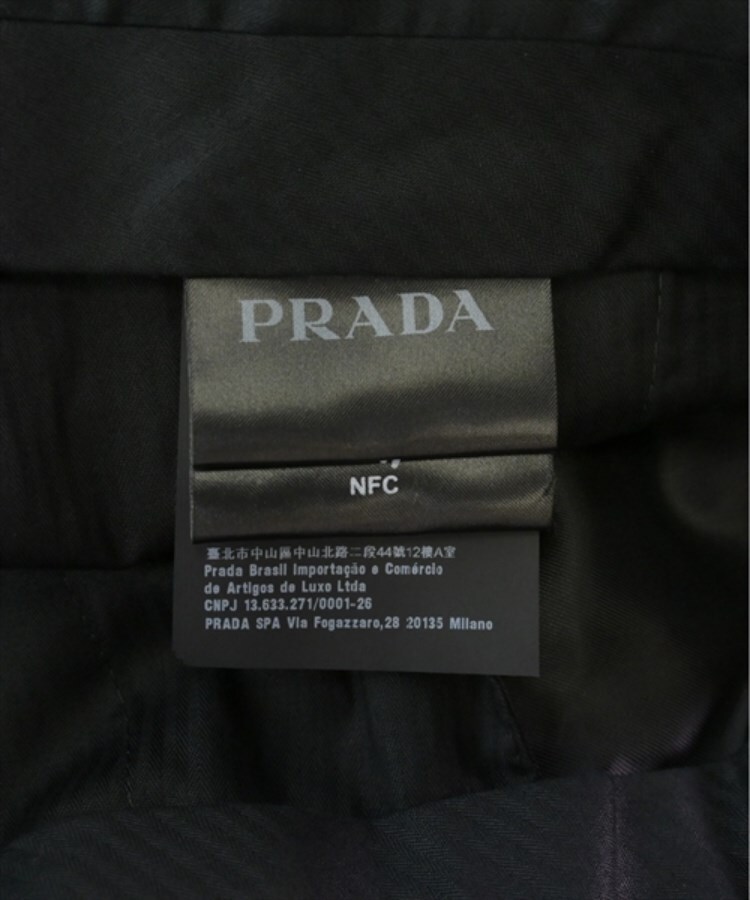 PRADA
NFC
臺北市中山區中山北路二段44號12樓A室
Prada Brasil Importação e Comércio
de Artigos de Luxo Ltda
CNPJ 13.633.271/0001-26
PRADA SPA Via Fogazzaro,28 20135 Milano